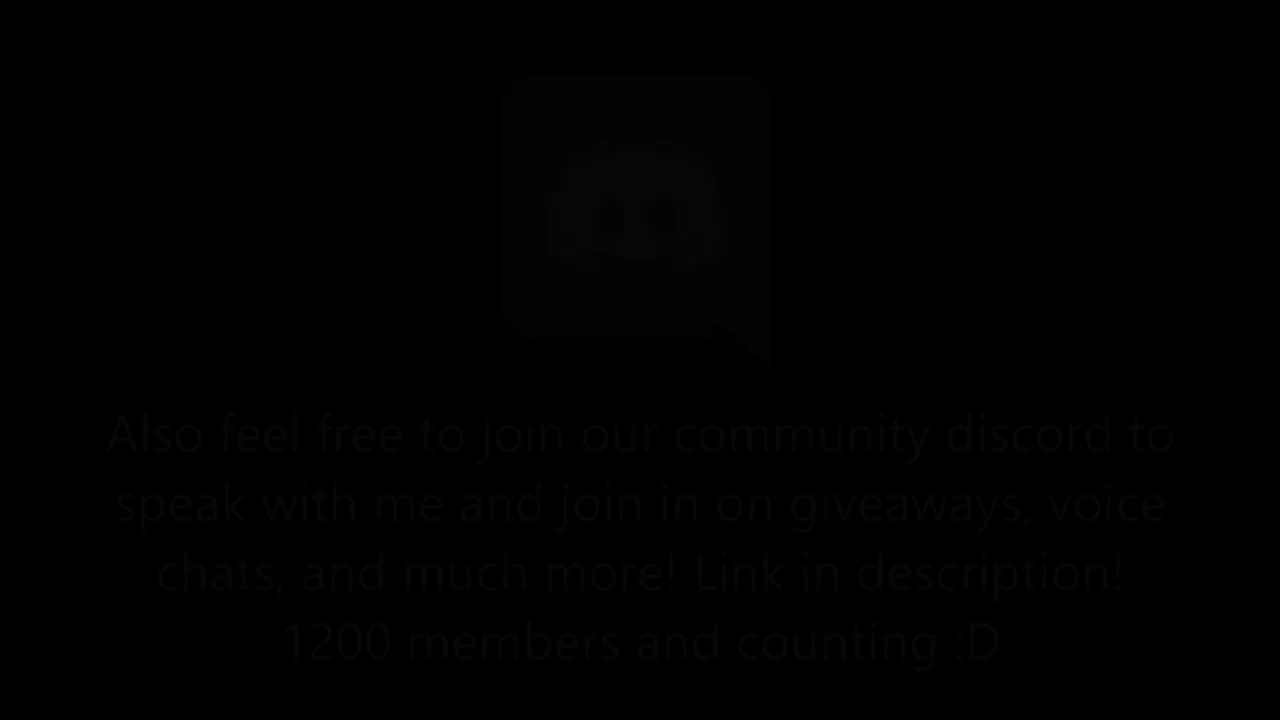 Also feel free to join our community discord to
speak with me and join in on giveaways, voice
chats, and much more! Link in description!
1200 members and counting :D